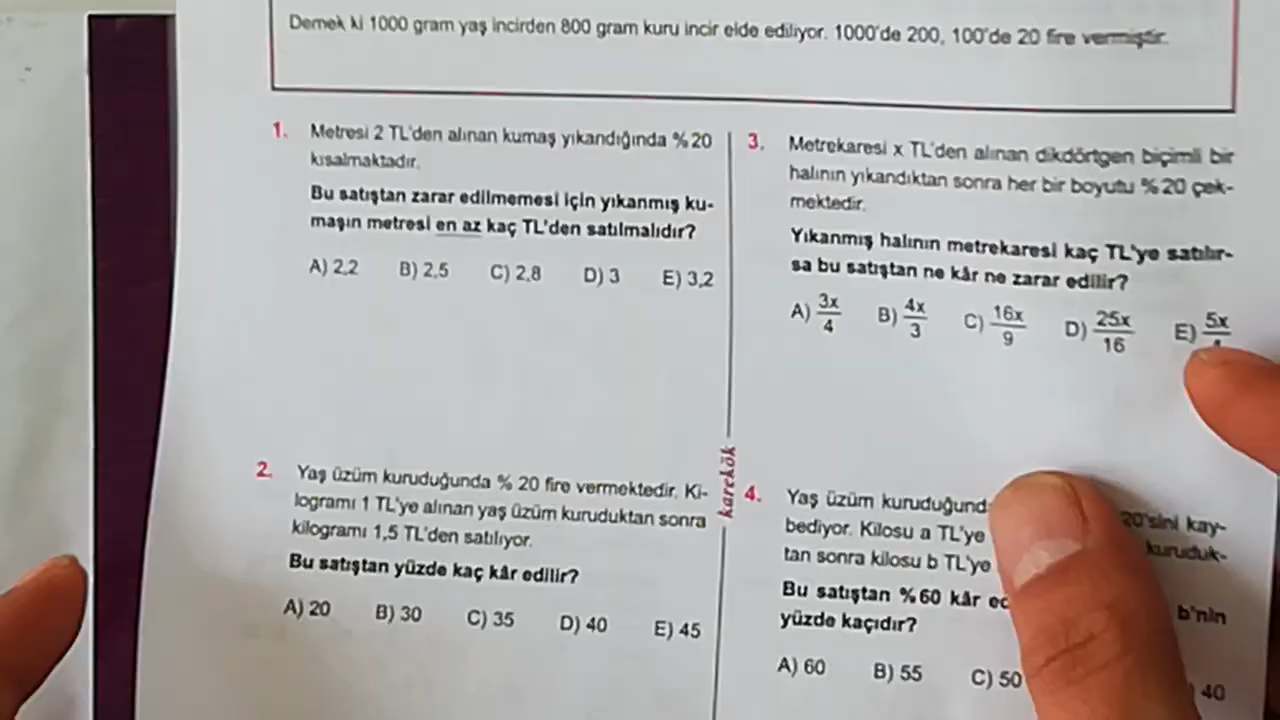 Demek ki 1000 gram yaş incirden 800 gram kuru incir elde ediliyor. 1000'de 200, 100'de 20 fire vermiştir.
1. Metresi 2 TL'den alınan kumaş yıkandığında %20
kısalmaktadır.
Bu satıştan zarar edilmemesi için yıkanmış ku-
maşın metresi en az kaç TL'den satılmalıdır?
A) 2,2 B) 2,5 C) 2,8 D) 3 E) 3,2
2. Yaş üzüm kuruduğunda % 20 fire vermektedir. Ki-
logramı 1 TL'ye alınan yaş üzüm kuruduktan sonra
kilogramı 1,5 TL'den satılıyor.
Bu satıştan yüzde kaç kâr edilir?
A) 20 B) 30 C) 35 D) 40 E) 45
karekök
3. Metrekaresi x TL'den alınan dikdörtgen biçimli bir
halının yıkandıktan sonra her bir boyutu %20 çek-
mektedir.
Yıkanmış halının metrekaresi kaç TL'ye satılır-
sa bu satıştan ne kâr ne zarar edilir?
A) 3x/4 B) 4x/3 C) 16x/9 D) 25x/16 E) 5x
4. Yaş üzüm 20'sini kay-
bediyor. Kilosu a TL'ye kuruduk-
tan sonra kilosu b TL'ye
Bu satıştan %60 kâr b'nin
yüzde kaçıdır?
A) 60 B) 55 C) 50 40